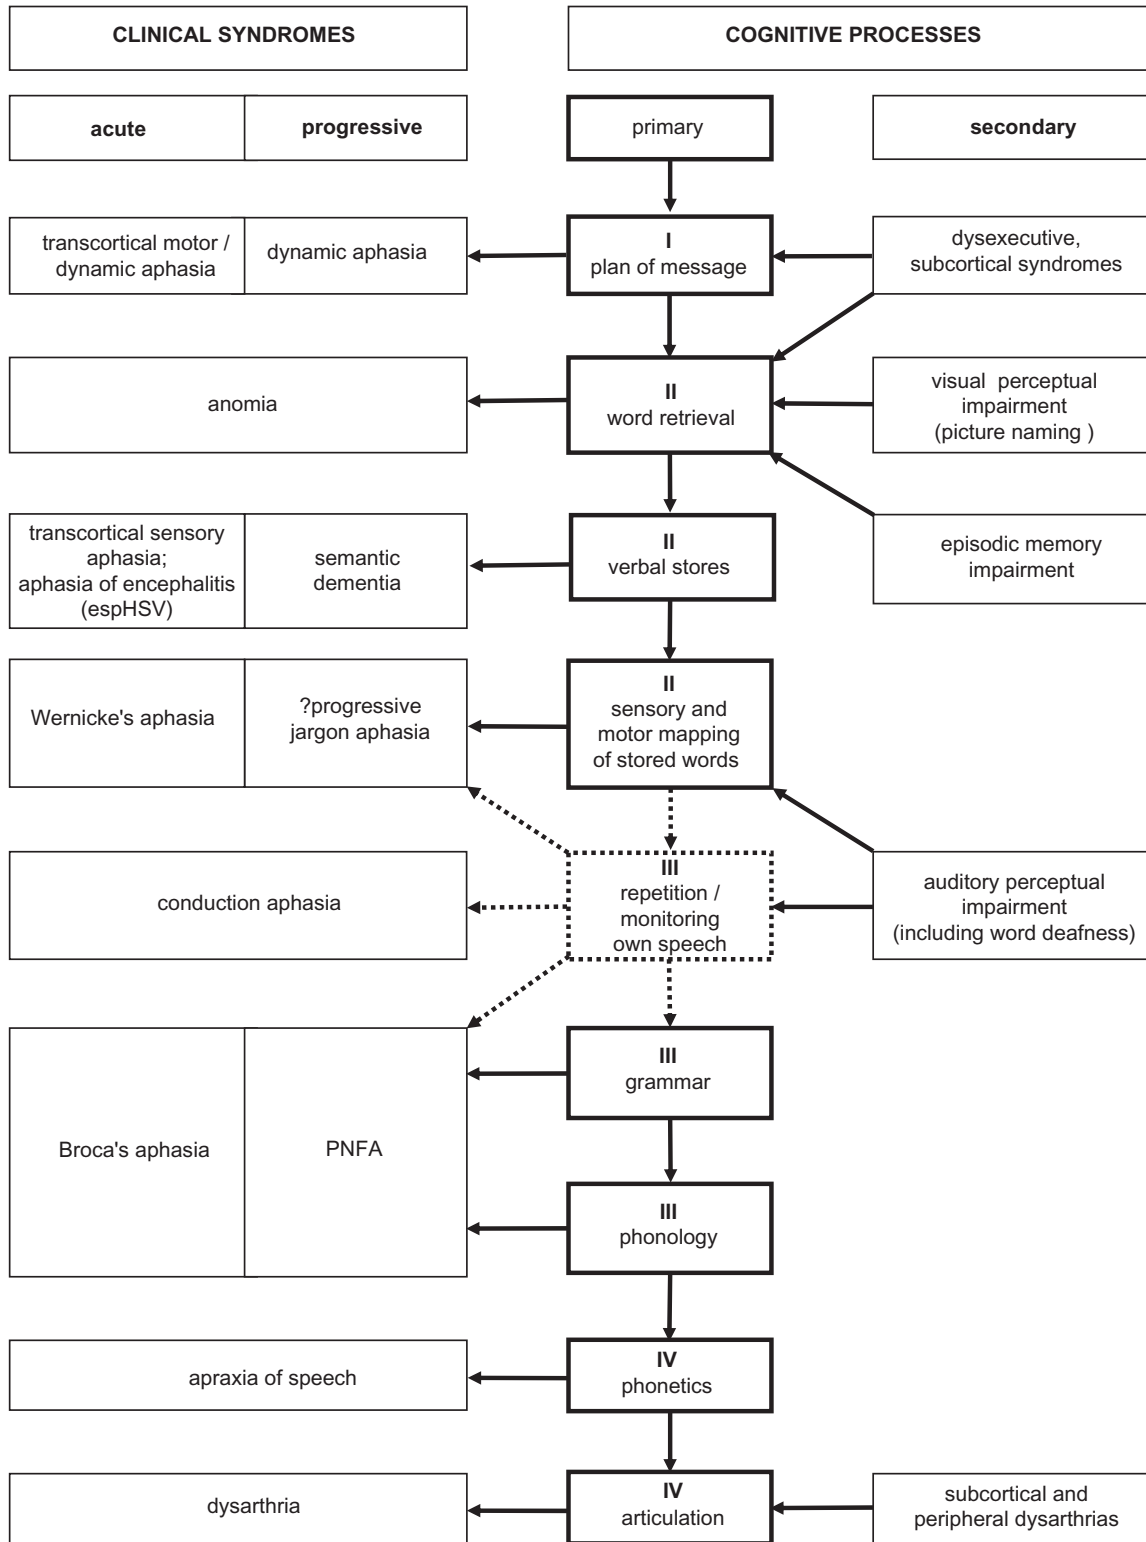 CLINICAL SYNDROMES
COGNITIVE PROCESSES
acute
progressive
primary
secondary
transcortical motor /
dynamic aphasia
dynamic aphasia
I
plan of message
dysexecutive,
subcortical syndromes
anomia
II
word retrieval
visual perceptual
impairment
(picture naming )
transcortical sensory
aphasia;
aphasia of encephalitis
(espHSV)
semantic
dementia
II
verbal stores
episodic memory
impairment
Wernicke's aphasia
?progressive
jargon aphasia
II
sensory and
motor mapping
of stored words
conduction aphasia
III
repetition /
monitoring
own speech
auditory perceptual
impairment
(including word deafness)
Broca's aphasia
PNFA
III
grammar
III
phonology
apraxia of speech
IV
phonetics
dysarthria
IV
articulation
subcortical and
peripheral dysarthrias